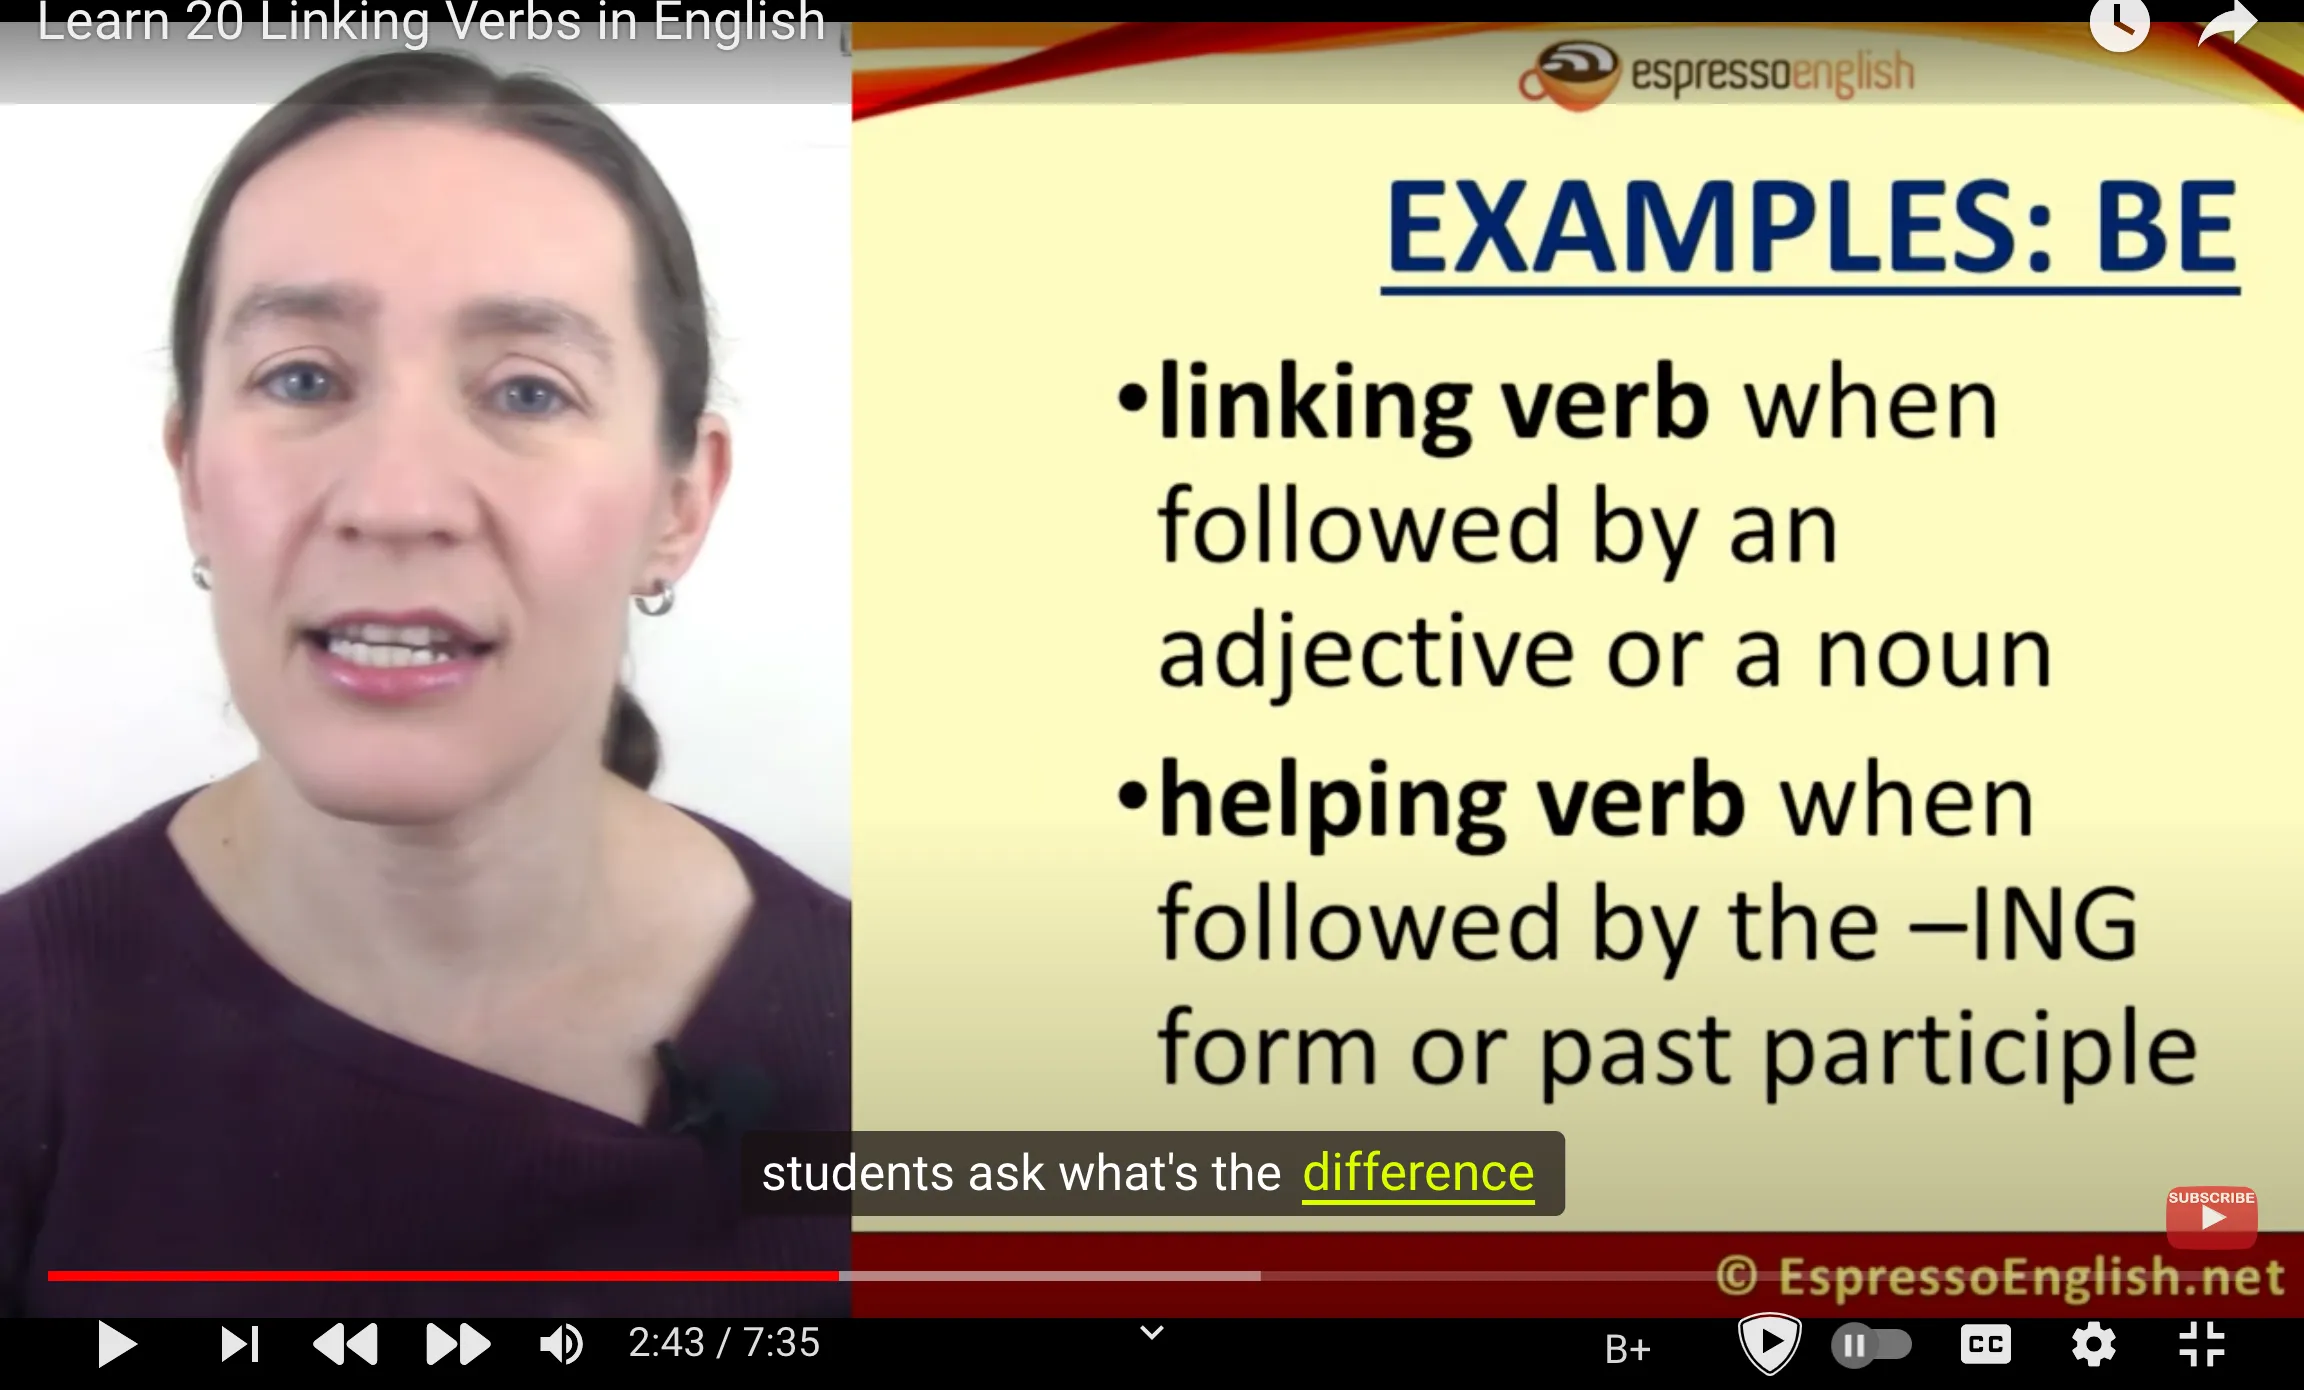 Learn 20 Linking Verbs in English
espressoenglish
EXAMPLES: BE
•linking verb when
followed by an
adjective or a noun
•helping verb when
followed by the –ING
form or past participle
students ask what's the difference
SUBSCRIBE
© EspressoEnglish.net
2:43 / 7:35
B+
CC